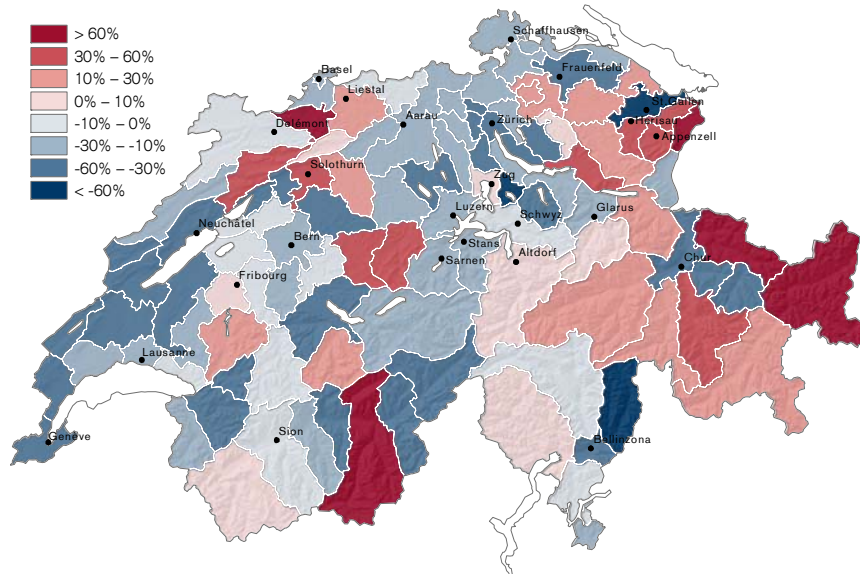 > 60%
30% – 60%
10% – 30%
0% – 10%
-10% – 0%
-30% – -10%
-60% – -30%
< -60%
Schaffhausen
Basel
Frauenfeld
Liestal
St.Gallen
Delémont
Aarau
Zürich
Herisau
Appenzell
Solothurn
Zug
Luzern
Schwyz
Glarus
Neuchâtel
Bern
Stans
Sarnen
Altdorf
Chur
Fribourg
Lausanne
Sion
Genève
Bellinzona